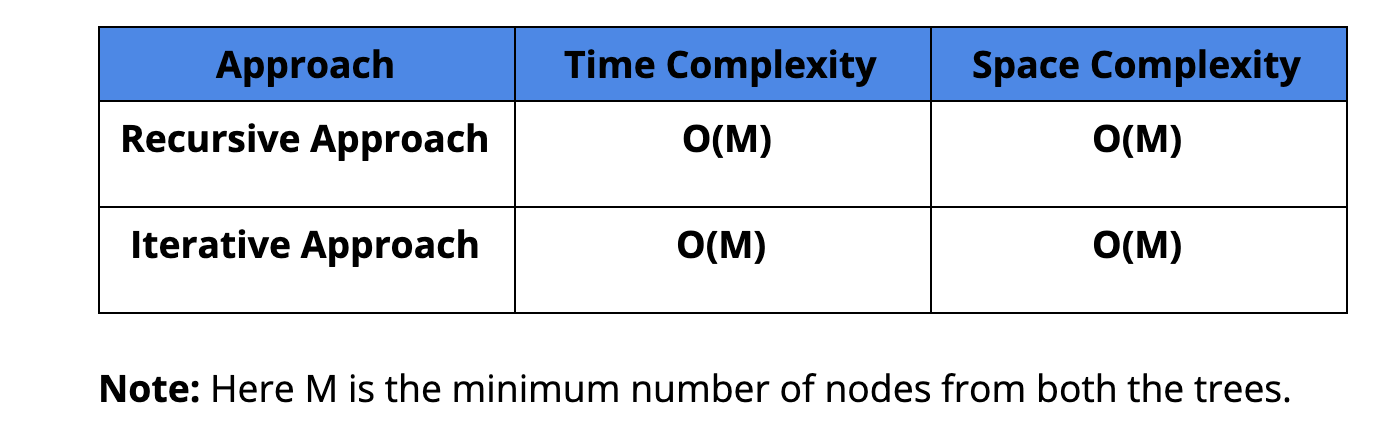 Approach Time Complexity Space Complexity
Recursive Approach O(M) O(M)
Iterative Approach O(M) O(M)
Note: Here M is the minimum number of nodes from both the trees.